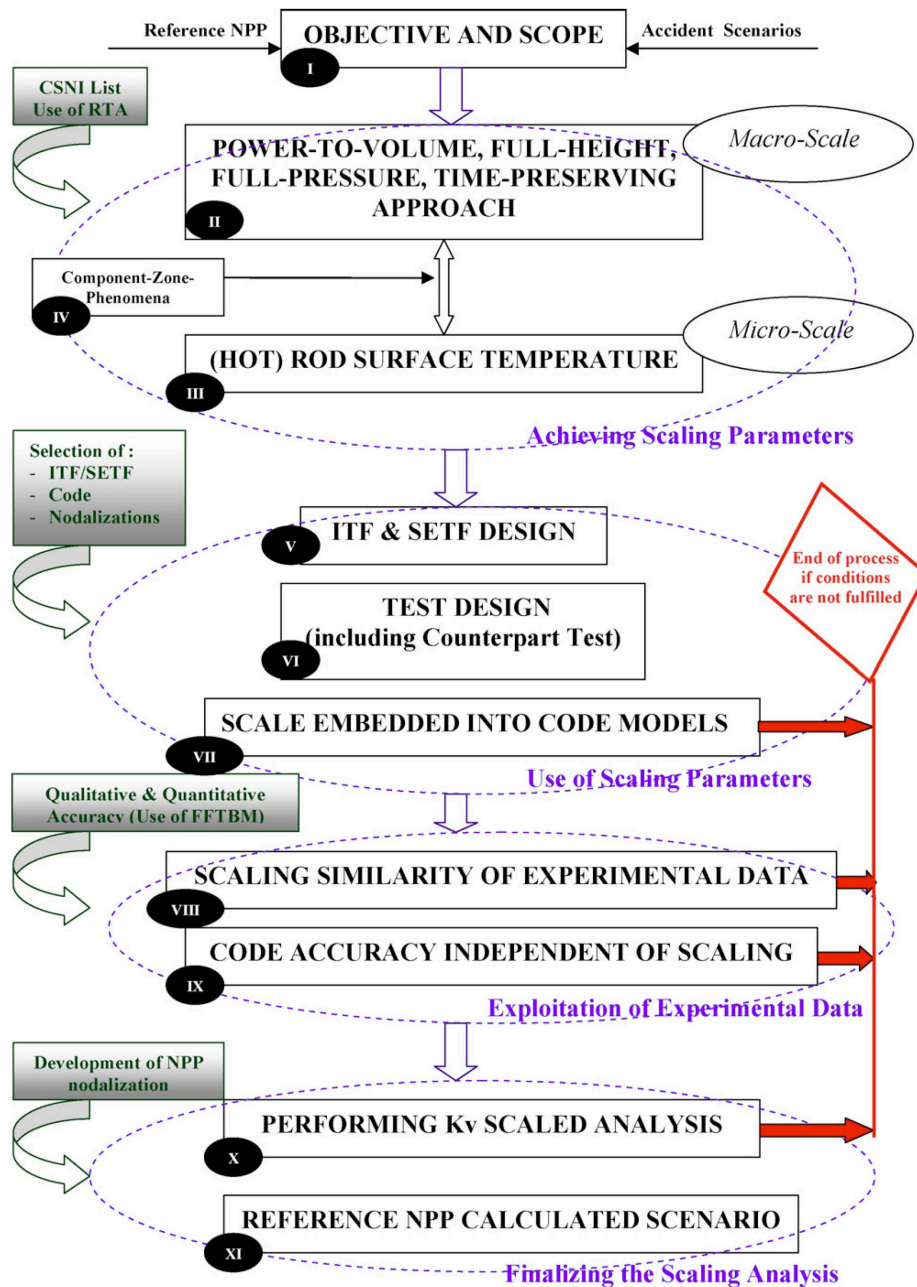 Reference NPP
OBJECTIVE AND SCOPE
Accident Scenarios
I
CSNI List
Use of RTA
POWER-TO-VOLUME, FULL-HEIGHT,
FULL-PRESSURE, TIME-PRESERVING
APPROACH
II
Macro-Scale
Component-Zone-
Phenomena
IV
(HOT) ROD SURFACE TEMPERATURE
III
Micro-Scale
Achieving Scaling Parameters
Selection of :
- ITF/SETF
- Code
- Nodalizations
ITF & SETF DESIGN
V
End of process
if conditions
are not fulfilled
TEST DESIGN
(including Counterpart Test)
VI
SCALE EMBEDDED INTO CODE MODELS
VII
Use of Scaling Parameters
Qualitative & Quantitative
Accuracy (Use of FFTBM)
SCALING SIMILARITY OF EXPERIMENTAL DATA
VIII
CODE ACCURACY INDEPENDENT OF SCALING
IX
Exploitation of Experimental Data
Development of NPP
nodalization
PERFORMING Kv SCALED ANALYSIS
X
REFERENCE NPP CALCULATED SCENARIO
XI
Finalizing the Scaling Analysis